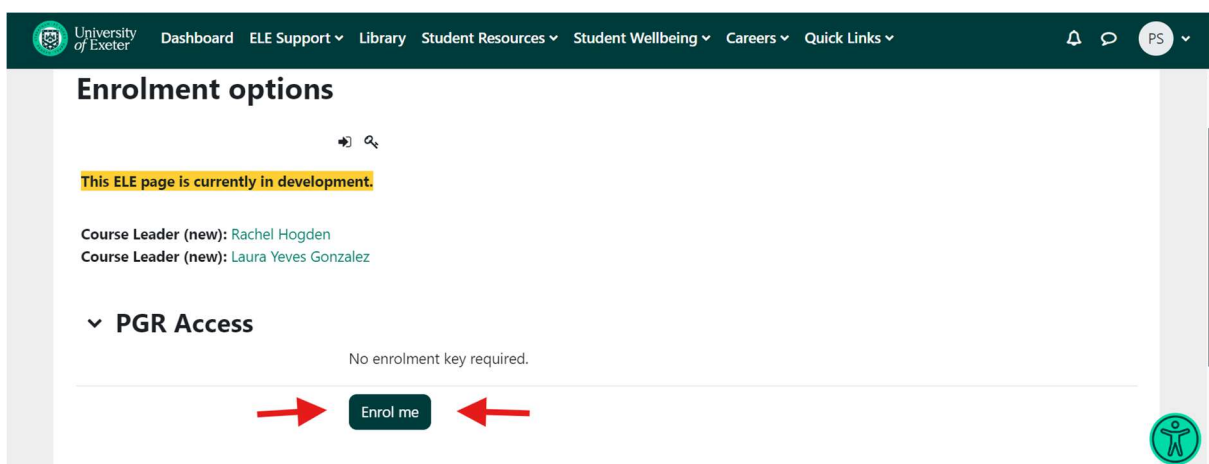 University of Exeter Dashboard ELE Support Library Student Resources Student Wellbeing Careers Quick Links PS
Enrolment options
This ELE page is currently in development.
Course Leader (new): Rachel Hogden
Course Leader (new): Laura Yeves Gonzalez
PGR Access
No enrolment key required.
Enrol me